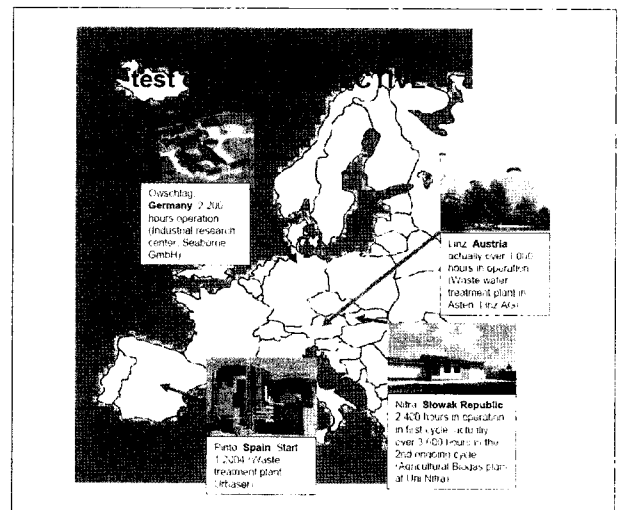 test
CTIVE
Owschlag,
Germany 2 200
hours operation
(Industrial research
center, Seaborne
GmbH)
Linz Austria
actually over 1 000
hours in operation
(Waste water
treatment plant in
Asten, Linz AG)
Pinto Spain Start
1 2004 (Waste
treatment plant
Urbaser)
Nitra Slowak Republic
2 400 hours in operation
in first cycle actually
over 3 600 hours in the
2nd ongoing cycle
(Agricultural Biogas plant
at Uni Nitra)